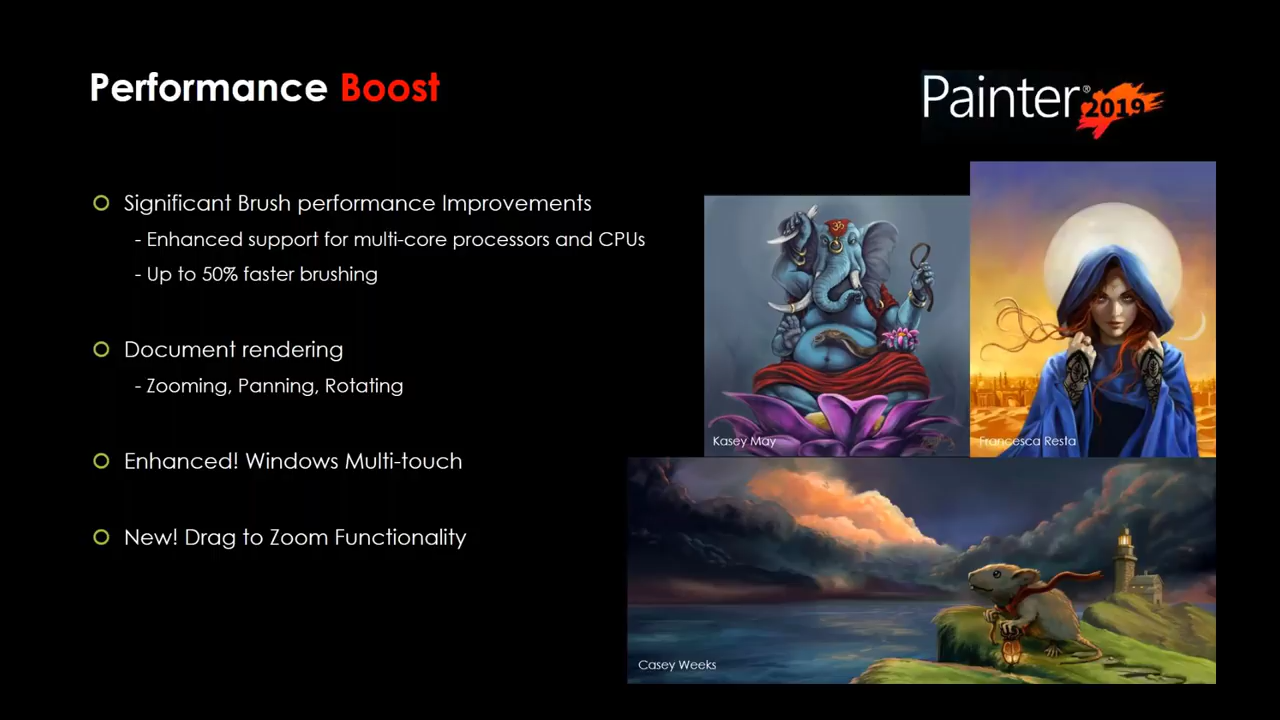 Performance Boost
Painter® 2019
Significant Brush performance Improvements
- Enhanced support for multi-core processors and CPUs
- Up to 50% faster brushing
Document rendering
- Zooming, Panning, Rotating
Enhanced! Windows Multi-touch
New! Drag to Zoom Functionality
ॐ
Kasey May
Francesca Resta
Casey Weeks